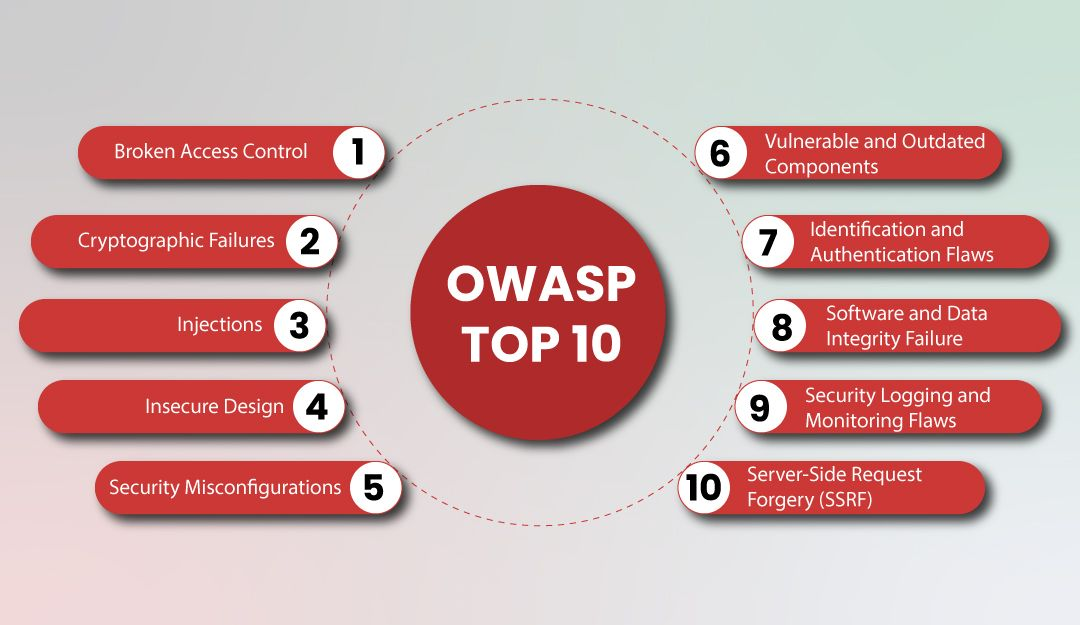 Broken Access Control 1
Cryptographic Failures 2
Injections 3
Insecure Design 4
Security Misconfigurations 5
OWASP
TOP 10
6 Vulnerable and Outdated
Components
7 Identification and
Authentication Flaws
8 Software and Data
Integrity Failure
9 Security Logging and
Monitoring Flaws
10 Server-Side Request
Forgery (SSRF)